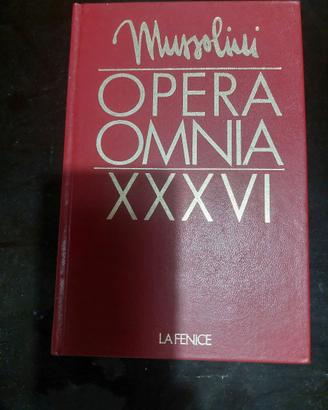 Mussolini
OPERA
OMNIA
XXXVI
LA FENICE